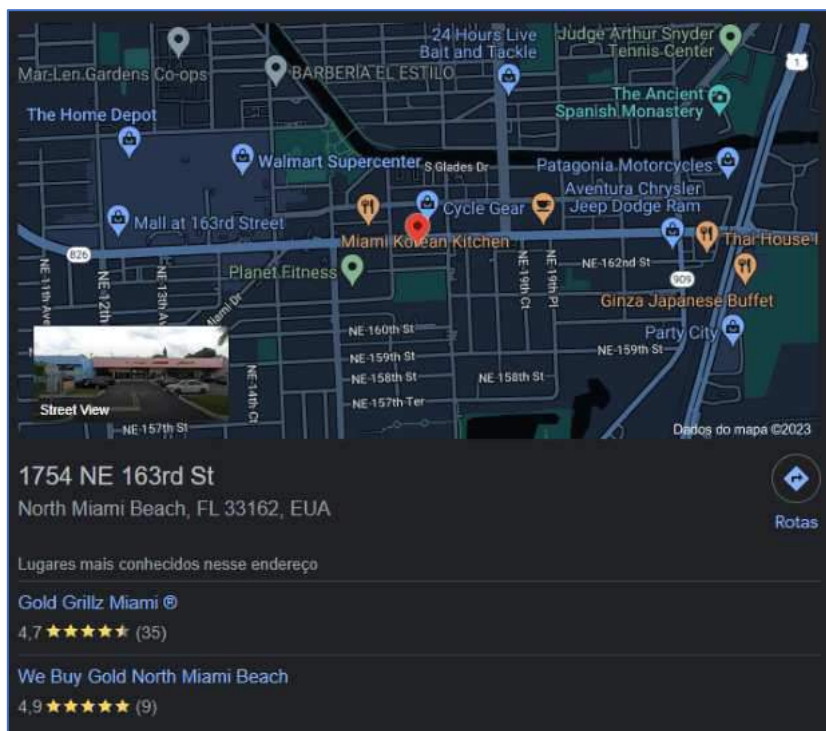 24 Hours Live
Bait and Tackle
Judge Arthur Snyder
Tennis Center
1
Mar-Len Gardens Co-ops
BARBERÍA EL ESTILO
The Ancient
Spanish Monastery
The Home Depot
Walmart Supercenter
S Glades Dr
Patagonia Motorcycles
Aventura Chrysler
Jeep Dodge Ram
Mall at 163rd Street
Cycle Gear
Miami Korean Kitchen
Thai House I
826
Planet Fitness
NE 162nd St
909
NE 11th Ave
NE 12th
NE 13th Av
Miami Dr
NE 19th Ct
NE 19th Pl
Ginza Japanese Buffet
NE 160th St
Party City
NE 159th St
NE 159th St
NE 14th Ct
NE 158th St
NE 158th St
NE 157th Ter
Street View
NE 157th St
Dados do mapa ©2023
1754 NE 163rd St
North Miami Beach, FL 33162, EUA
Rotas
Lugares mais conhecidos nesse endereço
Gold Grillz Miami ®
4,7 ★★★★★ (35)
We Buy Gold North Miami Beach
4,9 ★★★★★ (9)